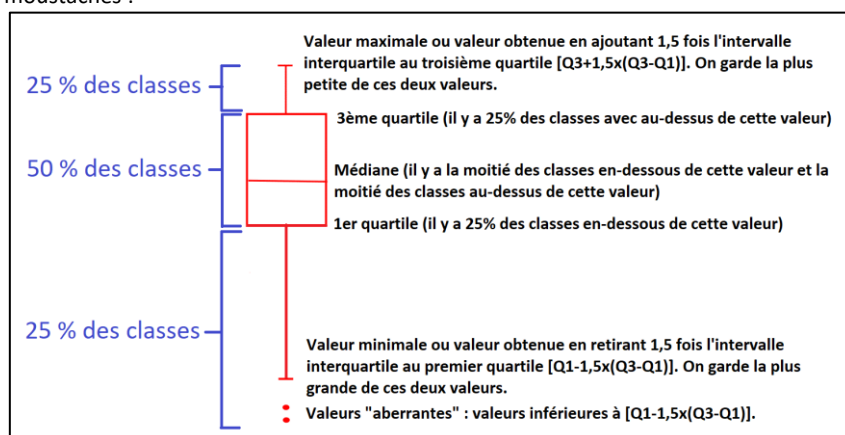 moustaches :
Valeur maximale ou valeur obtenue en ajoutant 1,5 fois l'intervalle
interquartile au troisième quartile [Q3+1,5x(Q3-Q1)]. On garde la plus
petite de ces deux valeurs.
25 % des classes
3ème quartile (il y a 25% des classes avec au-dessus de cette valeur)
50 % des classes
Médiane (il y a la moitié des classes en-dessous de cette valeur et la
moitié des classes au-dessus de cette valeur)
1er quartile (il y a 25% des classes en-dessous de cette valeur)
25 % des classes
Valeur minimale ou valeur obtenue en retirant 1,5 fois l'intervalle
interquartile au premier quartile [Q1-1,5x(Q3-Q1)]. On garde la plus
grande de ces deux valeurs.
Valeurs "aberrantes" : valeurs inférieures à [Q1-1,5x(Q3-Q1)].